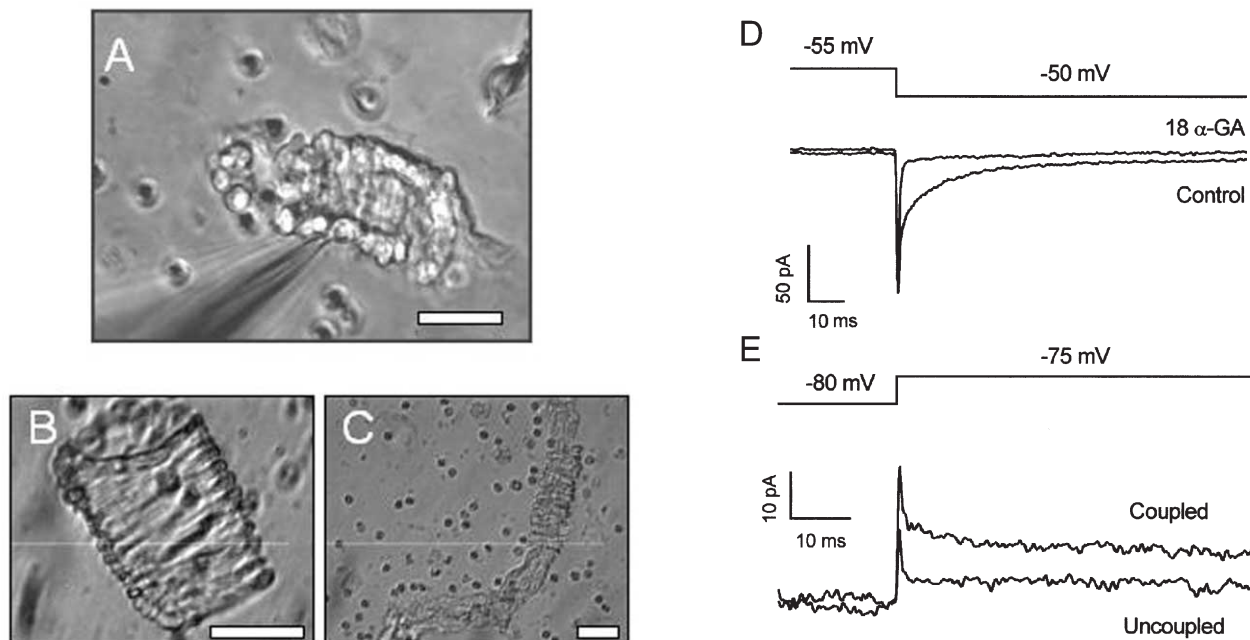 A
B
C
D
-55 mV
-50 mV
18 α-GA
Control
50 pA
10 ms
E
-75 mV
-80 mV
10 pA
10 ms
Coupled
Uncoupled